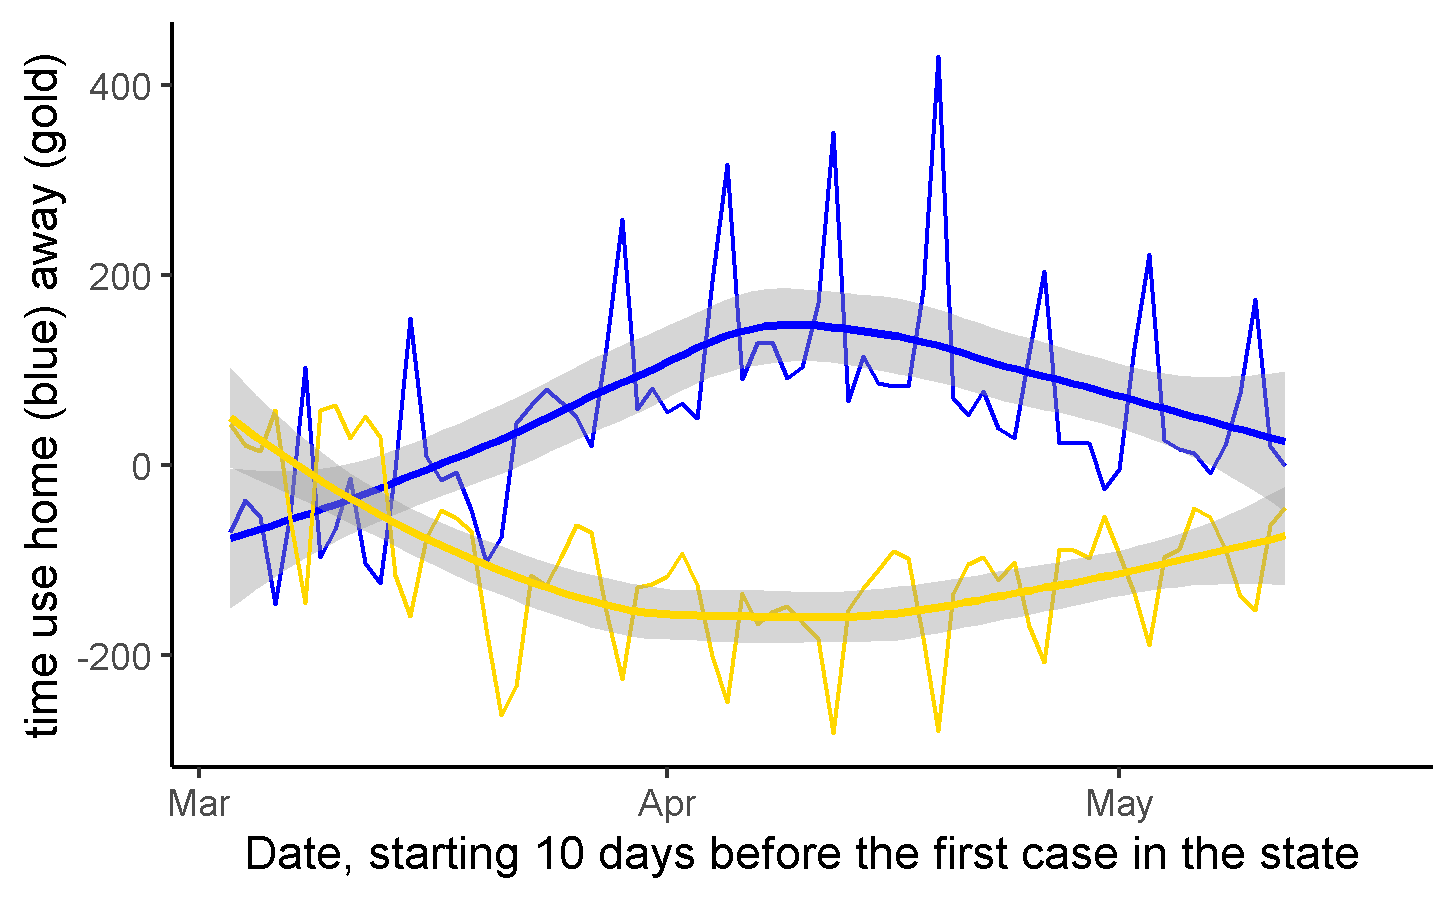 time use home (blue) away (gold)
400
200
0
-200
Mar Apr May
Date, starting 10 days before the first case in the state